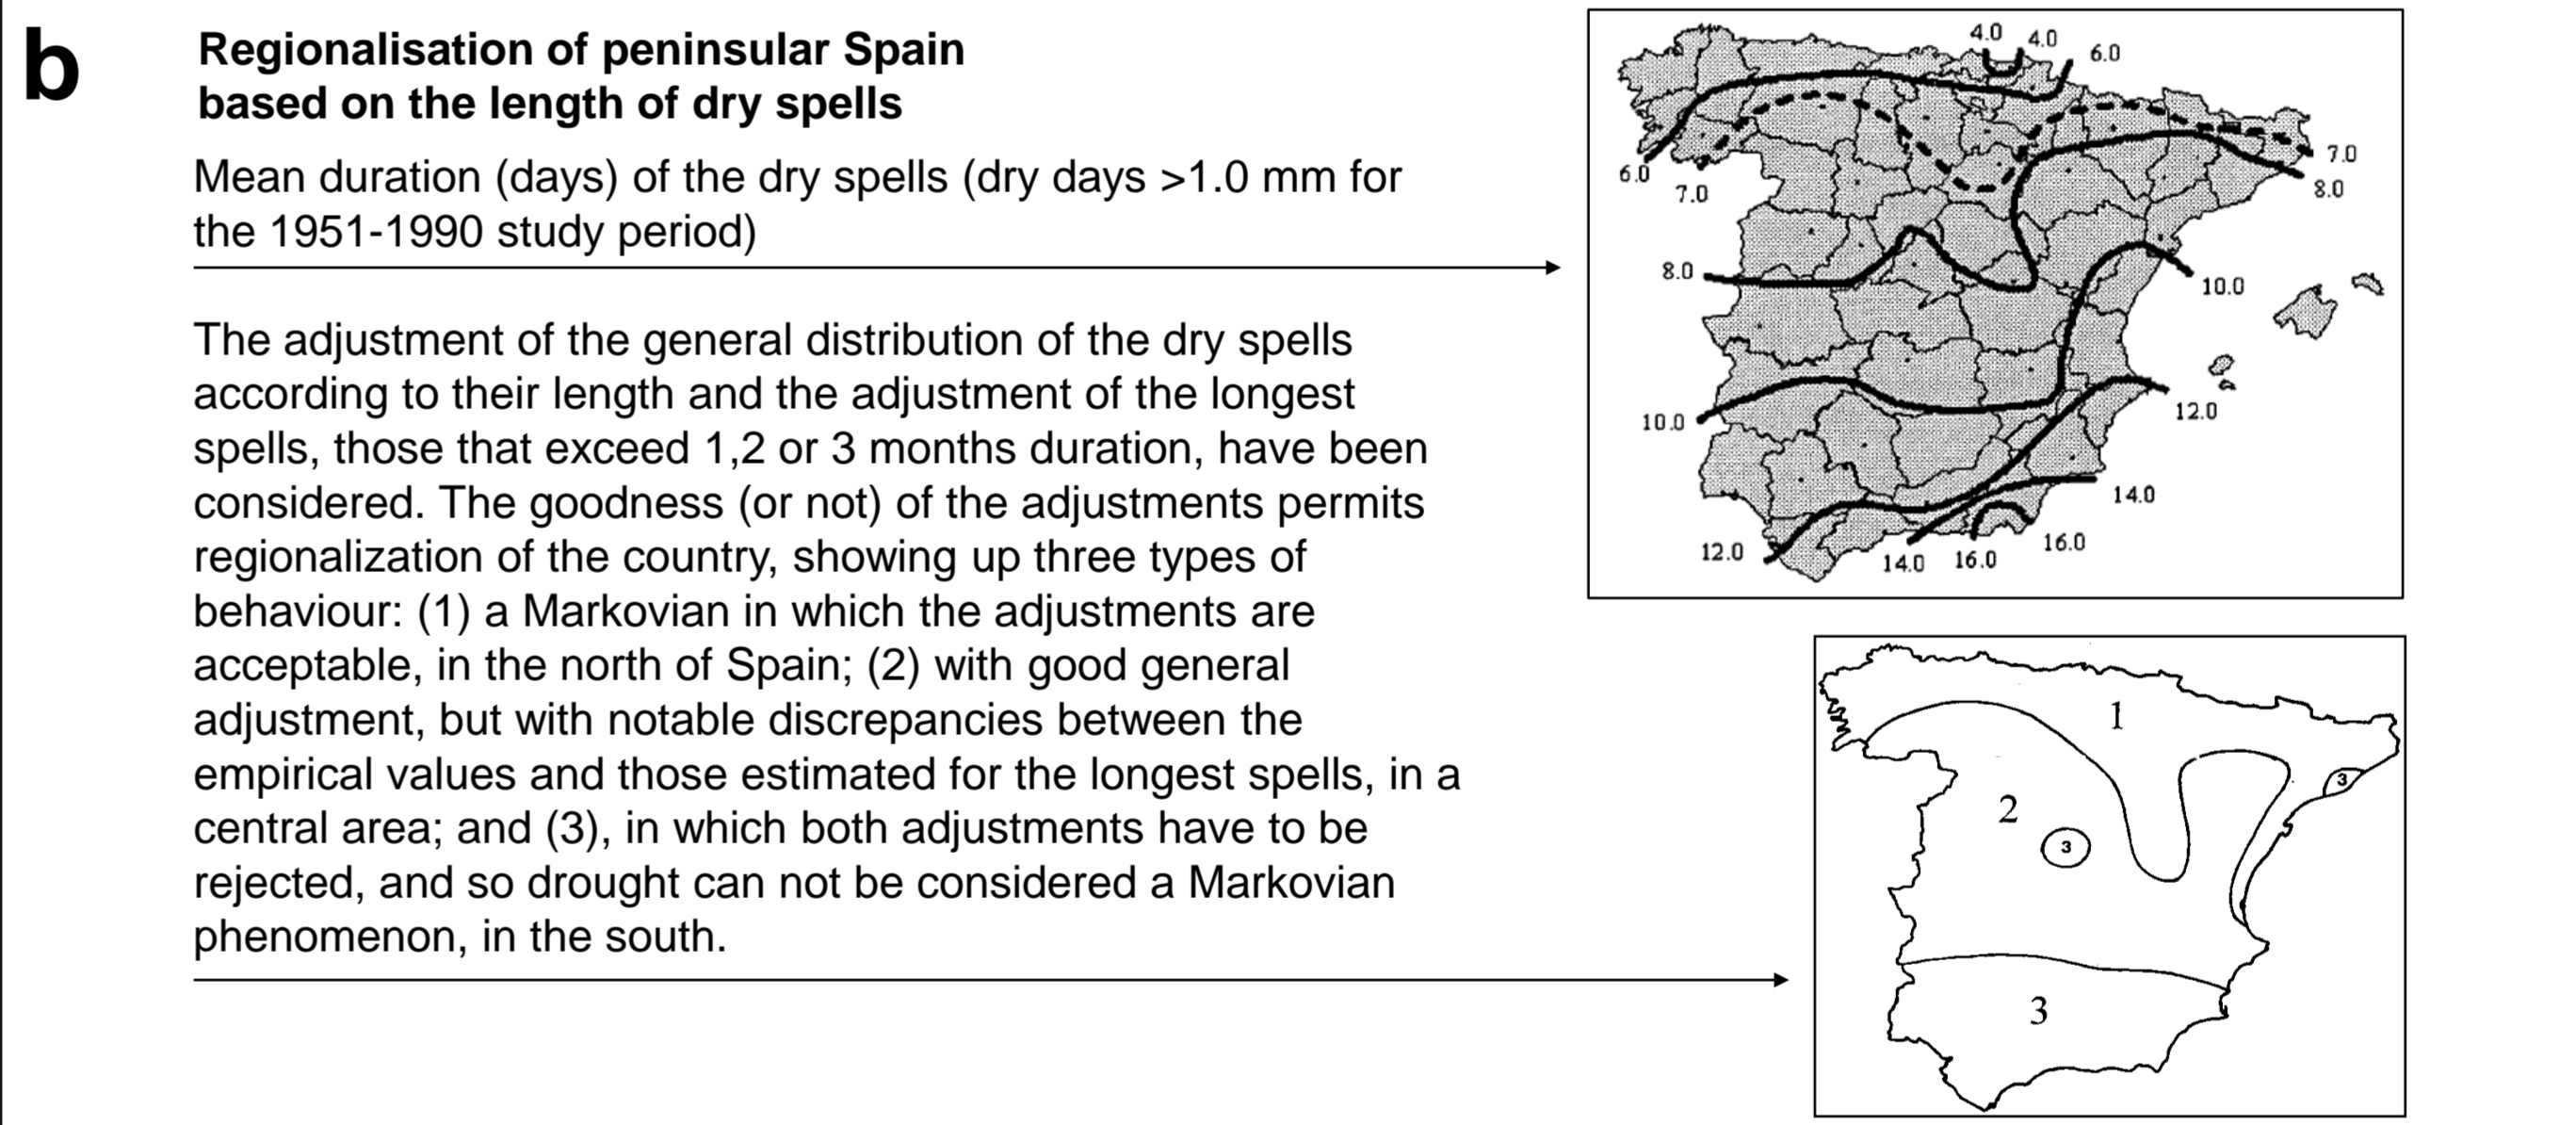 b
Regionalisation of peninsular Spain
based on the length of dry spells
Mean duration (days) of the dry spells (dry days >1.0 mm for
the 1951-1990 study period)
The adjustment of the general distribution of the dry spells
according to their length and the adjustment of the longest
spells, those that exceed 1,2 or 3 months duration, have been
considered. The goodness (or not) of the adjustments permits
regionalization of the country, showing up three types of
behaviour: (1) a Markovian in which the adjustments are
acceptable, in the north of Spain; (2) with good general
adjustment, but with notable discrepancies between the
empirical values and those estimated for the longest spells, in a
central area; and (3), in which both adjustments have to be
rejected, and so drought can not be considered a Markovian
phenomenon, in the south.
4.0 4.0 6.0
6.0 7.0 7.0
8.0
8.0 10.0
10.0 12.0
14.0
12.0 14.0 16.0 16.0
1
3
2
3
3